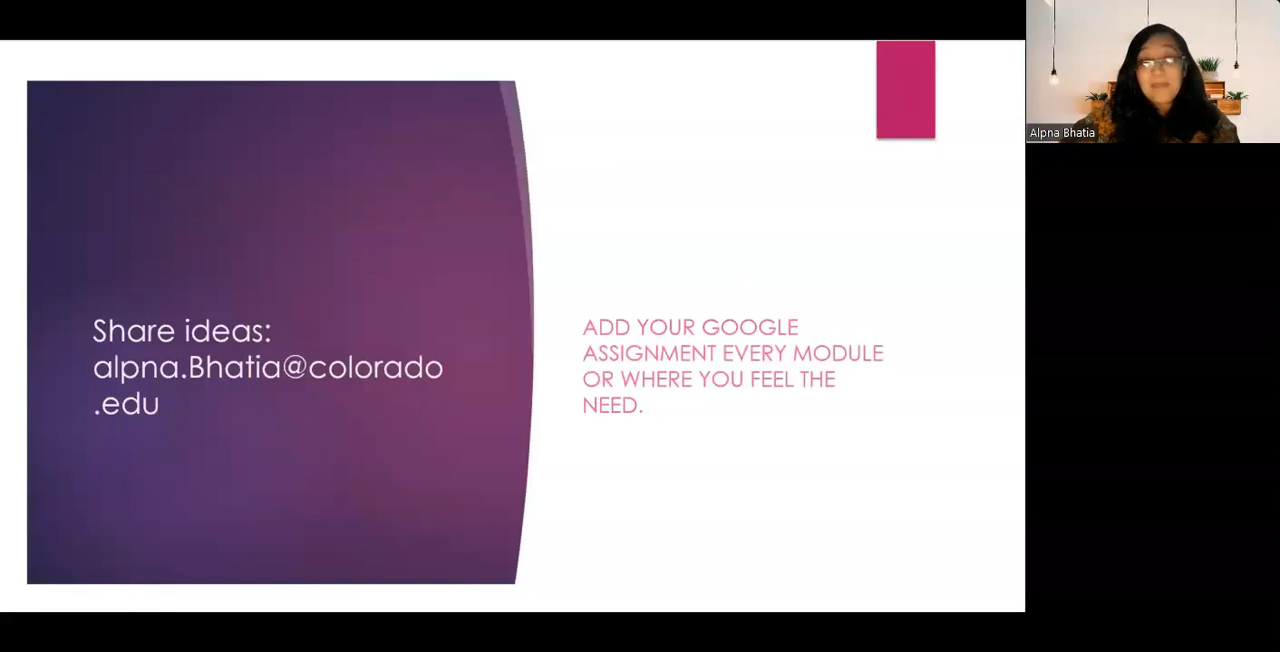 Share ideas:
alpna.Bhatia@colorado
.edu
ADD YOUR GOOGLE
ASSIGNMENT EVERY MODULE
OR WHERE YOU FEEL THE
NEED.
Alpna Bhatia